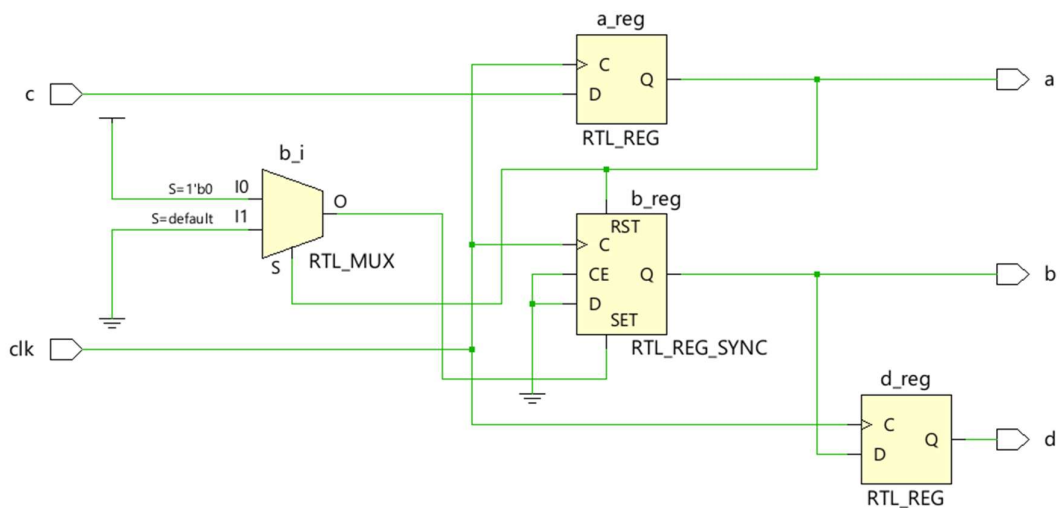 a_reg
C
D
Q
RTL_REG
c
a
b_i
S=1'b0
I0
S=default
I1
O
S
RTL_MUX
b_reg
RST
C
CE
D
Q
SET
RTL_REG_SYNC
b
clk
d_reg
C
D
Q
RTL_REG
d